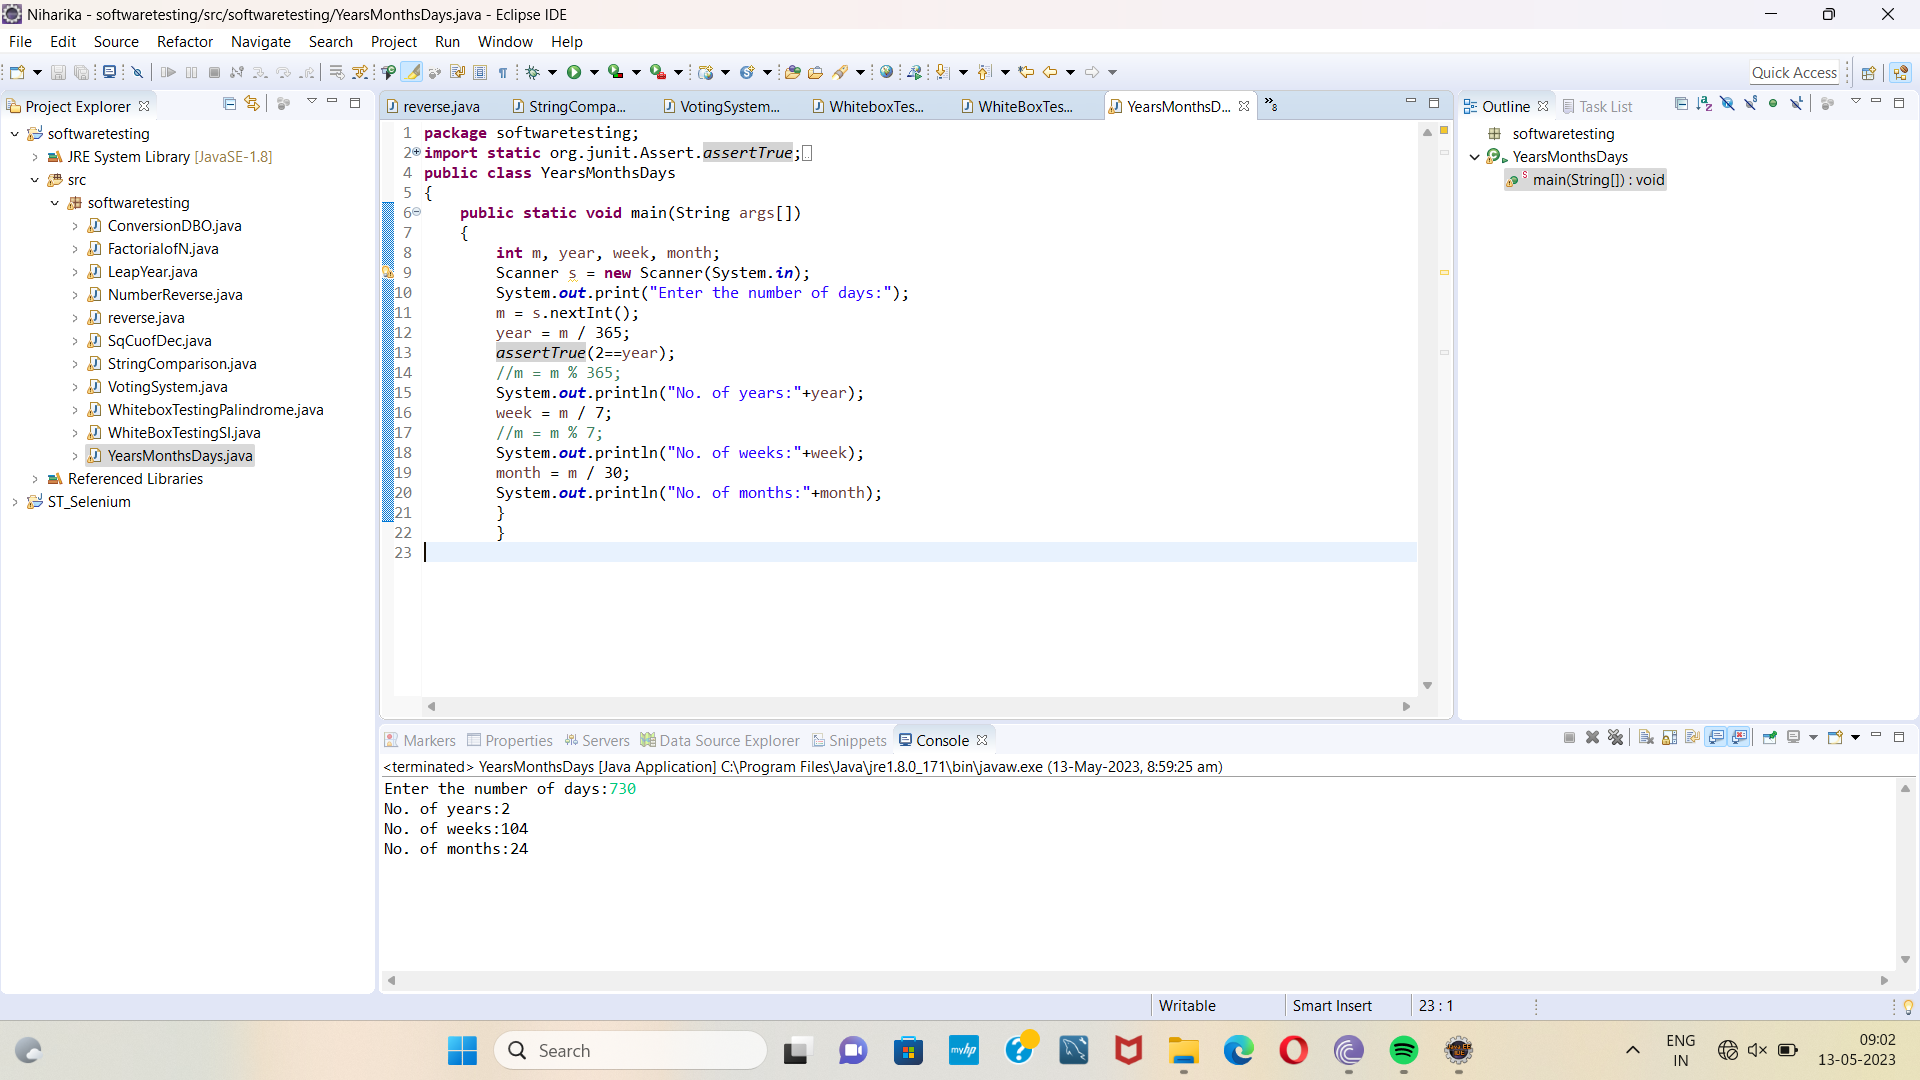 Niharika - softwaretesting/src/softwaretesting/YearsMonthsDays.java - Eclipse IDE
File Edit Source Refactor Navigate Search Project Run Window Help
Quick Access
Project Explorer
softwaretesting
JRE System Library [JavaSE-1.8]
src
softwaretesting
ConversionDBO.java
FactorialofN.java
LeapYear.java
NumberReverse.java
reverse.java
SqCuofDec.java
StringComparison.java
VotingSystem.java
WhiteboxTestingPalindrome.java
WhiteBoxTestingSI.java
YearsMonthsDays.java
Referenced Libraries
ST_Selenium
reverse.java StringCompa... VotingSystem... WhiteboxTes... WhiteBoxTes... YearsMonthsD... »8
1 package softwaretesting;
2 import static org.junit.Assert.assertTrue;
4 public class YearsMonthsDays
5 {
6 public static void main(String args[])
7 {
8 int m, year, week, month;
9 Scanner s = new Scanner(System.in);
10 System.out.print("Enter the number of days:");
11 m = s.nextInt();
12 year = m / 365;
13 assertTrue(2==year);
14 //m = m % 365;
15 System.out.println("No. of years:"+year);
16 week = m / 7;
17 //m = m % 7;
18 System.out.println("No. of weeks:"+week);
19 month = m / 30;
20 System.out.println("No. of months:"+month);
21 }
22 }
23
Outline Task List
softwaretesting
YearsMonthsDays
main(String[]) : void
Markers Properties Servers Data Source Explorer Snippets Console
<terminated> YearsMonthsDays [Java Application] C:\Program Files\Java\jre1.8.0_171\bin\javaw.exe (13-May-2023, 8:59:25 am)
Enter the number of days:730
No. of years:2
No. of weeks:104
No. of months:24
Writable Smart Insert 23 : 1
Search
myhp
ENG
IN
09:02
13-05-2023